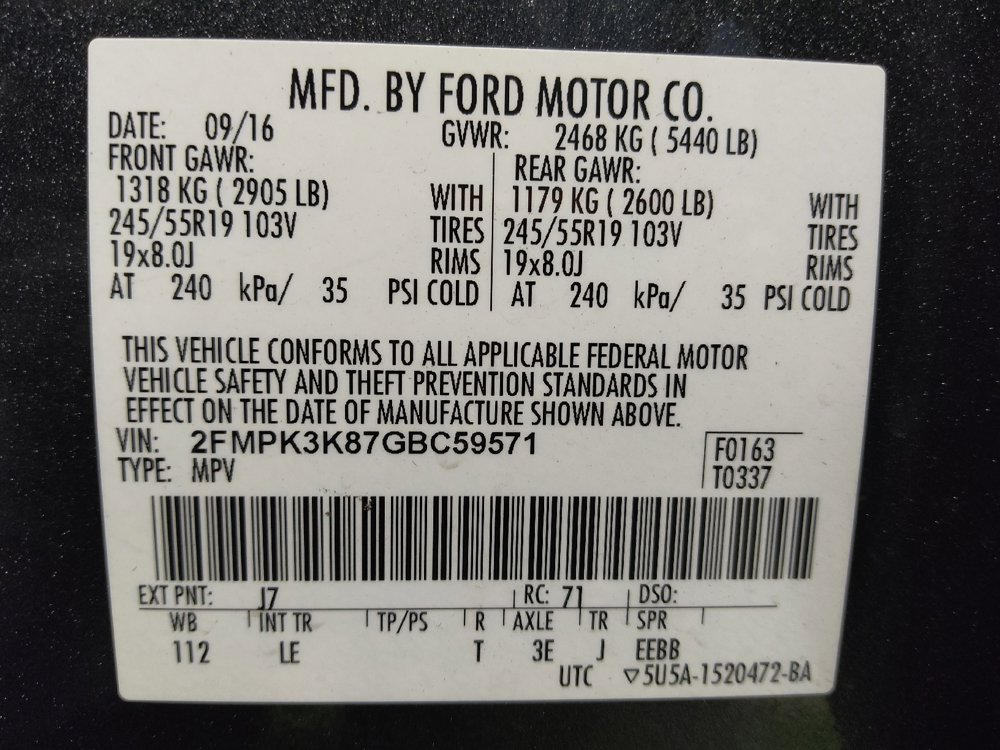 MFD. BY FORD MOTOR CO.
DATE: 09/16 GVWR: 2468 KG ( 5440 LB)
FRONT GAWR: REAR GAWR:
1318 KG ( 2905 LB) WITH 1179 KG ( 2600 LB) WITH
245/55R19 103V TIRES 245/55R19 103V TIRES
19x8.0J RIMS 19x8.0J RIMS
AT 240 kPa/ 35 PSI COLD AT 240 kPa/ 35 PSI COLD
THIS VEHICLE CONFORMS TO ALL APPLICABLE FEDERAL MOTOR
VEHICLE SAFETY AND THEFT PREVENTION STANDARDS IN
EFFECT ON THE DATE OF MANUFACTURE SHOWN ABOVE.
VIN: 2FMPK3K87GBC59571 F0163
TYPE: MPV T0337
EXT PNT: J7 RC: 71 DSO:
WB INT TR TP/PS R AXLE TR SPR
112 LE T 3E J EEBB
UTC ▽5U5A-1520472-BA